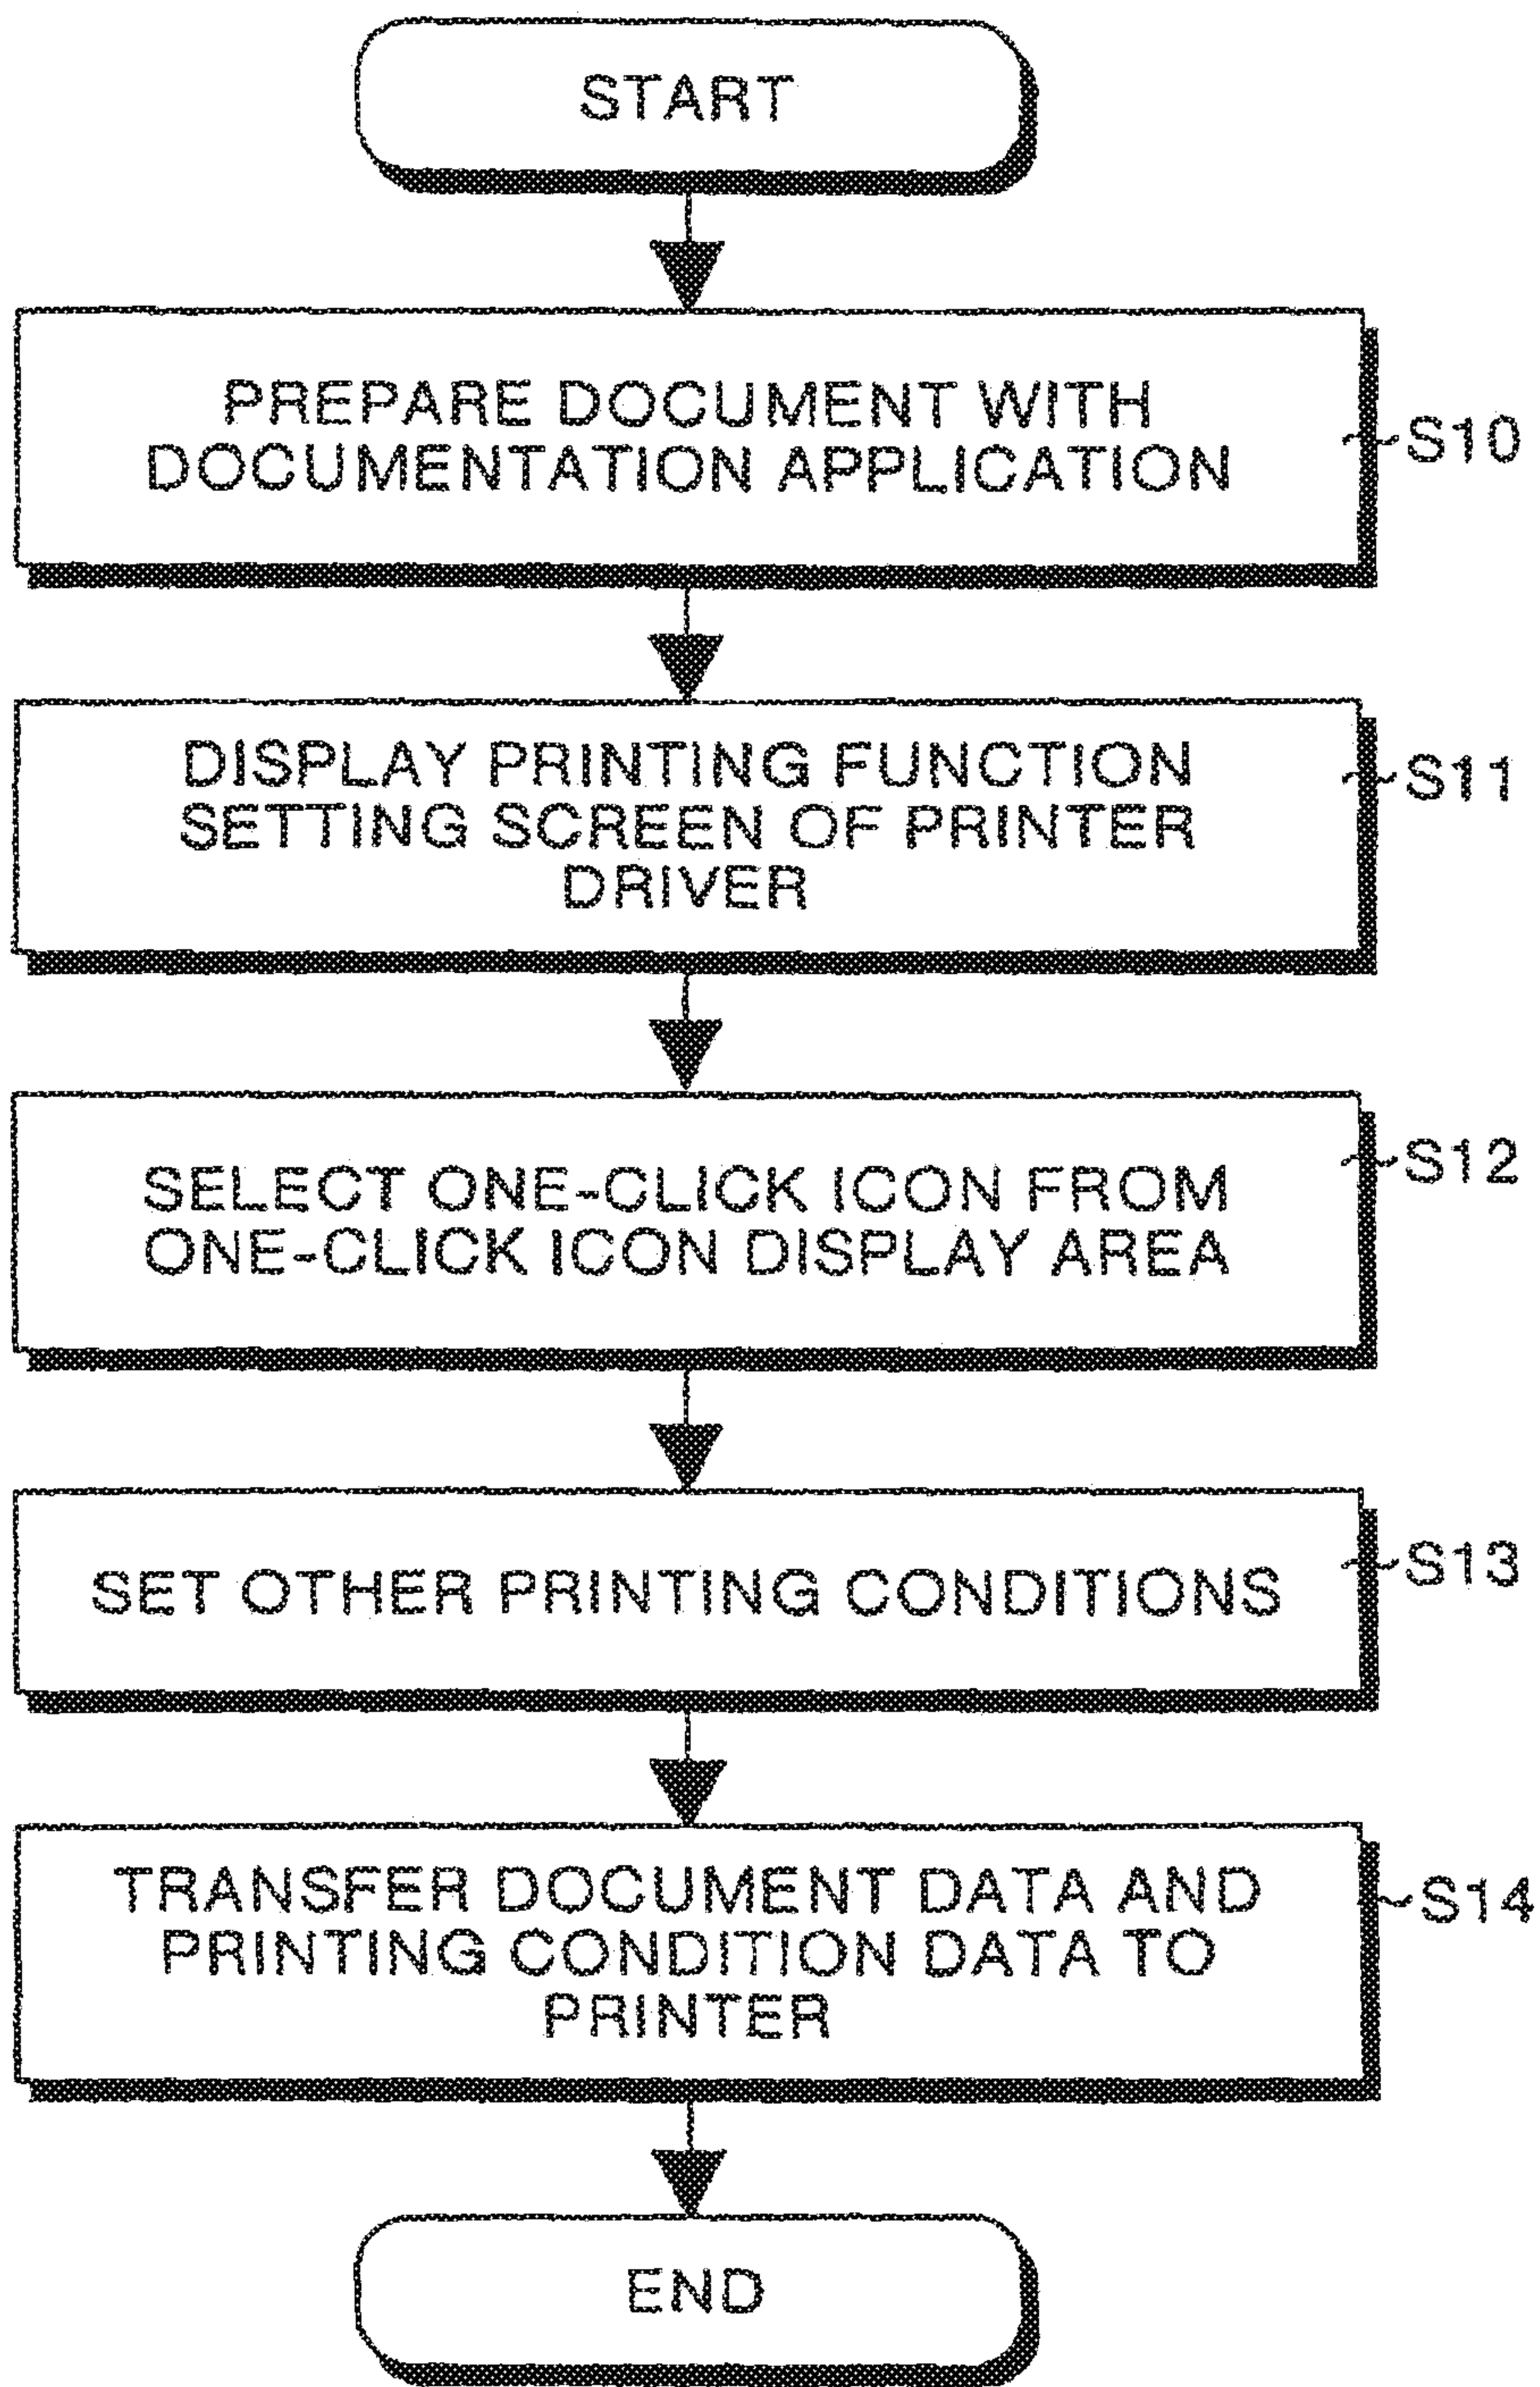 START
PREPARE DOCUMENT WITH
DOCUMENTATION APPLICATION
S10
DISPLAY PRINTING FUNCTION
SETTING SCREEN OF PRINTER
DRIVER
S11
SELECT ONE-CLICK ICON FROM
ONE-CLICK ICON DISPLAY AREA
S12
SET OTHER PRINTING CONDITIONS
S13
TRANSFER DOCUMENT DATA AND
PRINTING CONDITION DATA TO
PRINTER
S14
END